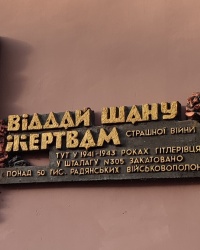 Віддай шану
жертвам страшної війни
Тут у 1941-1943 роках гітлерівця
у шталагу №305 закатовано
понад 50 тис. радянських військовополон